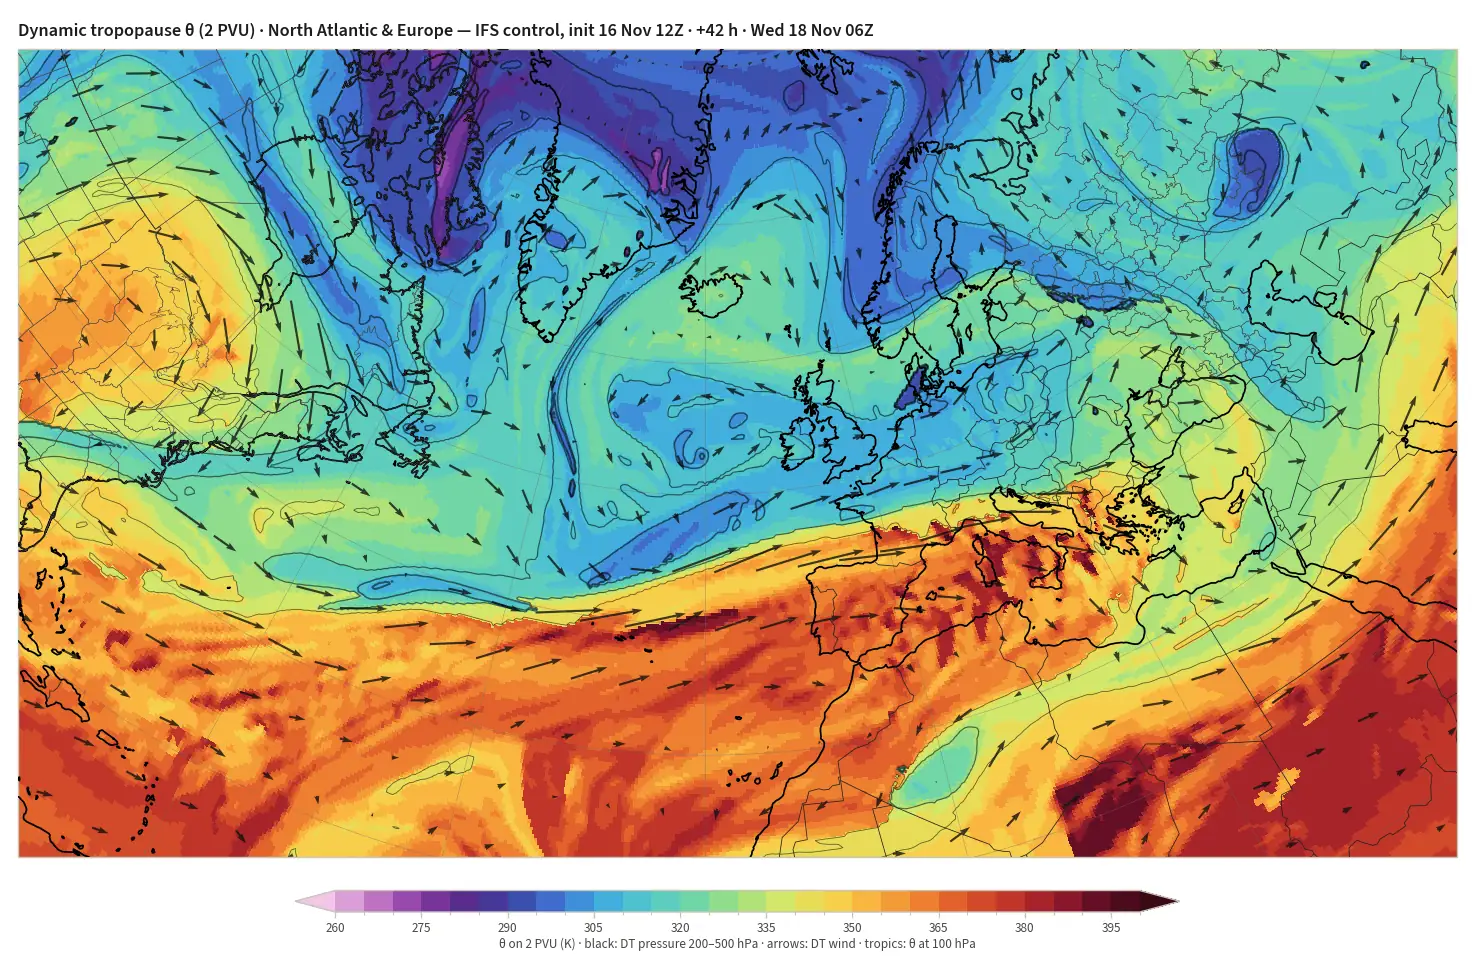 Dynamic tropopause θ (2 PVU) · North Atlantic & Europe — IFS control, init 16 Nov 12Z · +42 h · Wed 18 Nov 06Z
260 275 290 305 320 335 350 365 380 395
θ on 2 PVU (K) · black: DT pressure 200–500 hPa · arrows: DT wind · tropics: θ at 100 hPa